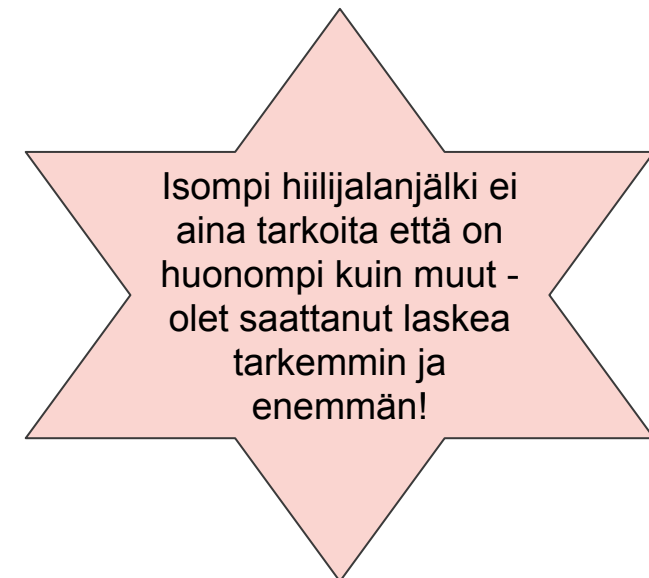 Isompi hiilijalanjälki ei
aina tarkoita että on
huonompi kuin muut -
olet saattanut laskea
tarkemmin ja
enemmän!